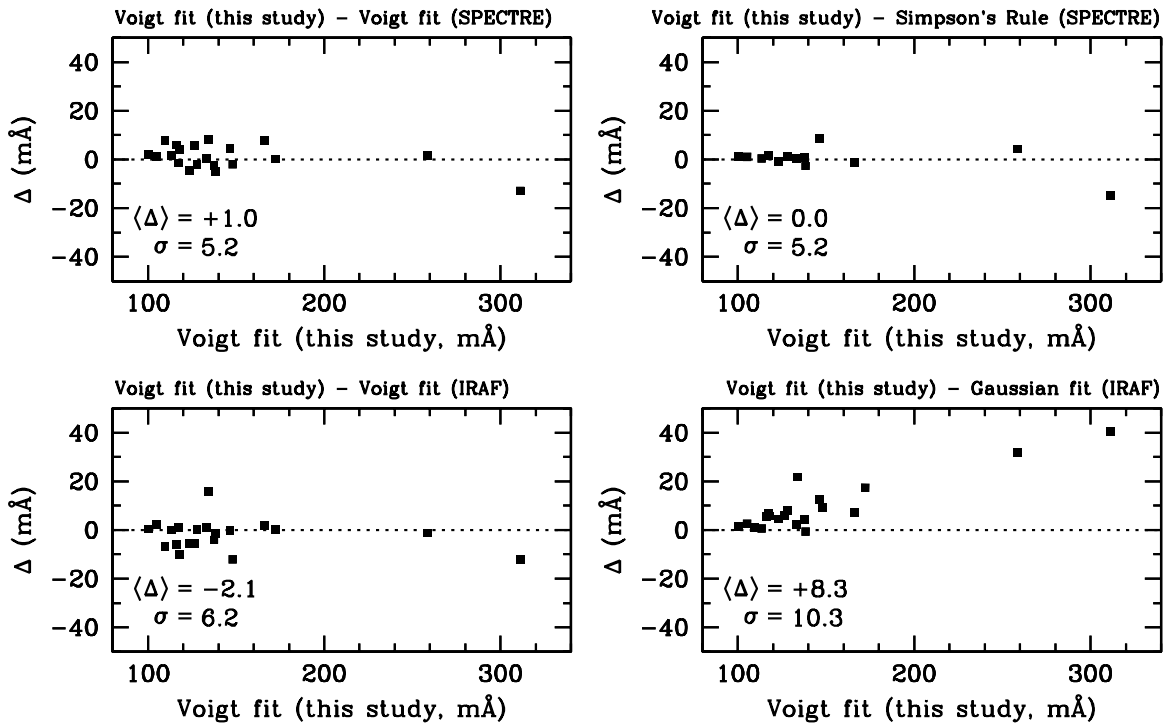 Voigt fit (this study) − Voigt fit (SPECTRE)
40
20
0
−20
−40
Δ (mÅ)
⟨Δ⟩ = +1.0
σ = 5.2
100 200 300
Voigt fit (this study, mÅ)
Voigt fit (this study) − Simpson's Rule (SPECTRE)
40
20
0
−20
−40
Δ (mÅ)
⟨Δ⟩ = 0.0
σ = 5.2
100 200 300
Voigt fit (this study, mÅ)
Voigt fit (this study) − Voigt fit (IRAF)
40
20
0
−20
−40
Δ (mÅ)
⟨Δ⟩ = −2.1
σ = 6.2
100 200 300
Voigt fit (this study, mÅ)
Voigt fit (this study) − Gaussian fit (IRAF)
40
20
0
−20
−40
Δ (mÅ)
⟨Δ⟩ = +8.3
σ = 10.3
100 200 300
Voigt fit (this study, mÅ)